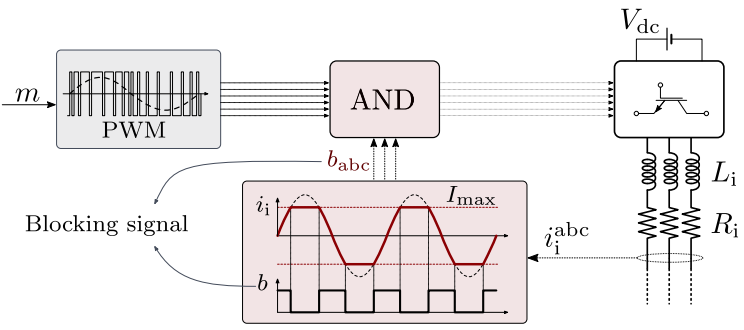 V_dc
m
PWM
AND
b_abc
I_max
i_i
L_i
Blocking signal
R_i
i_i^abc
b